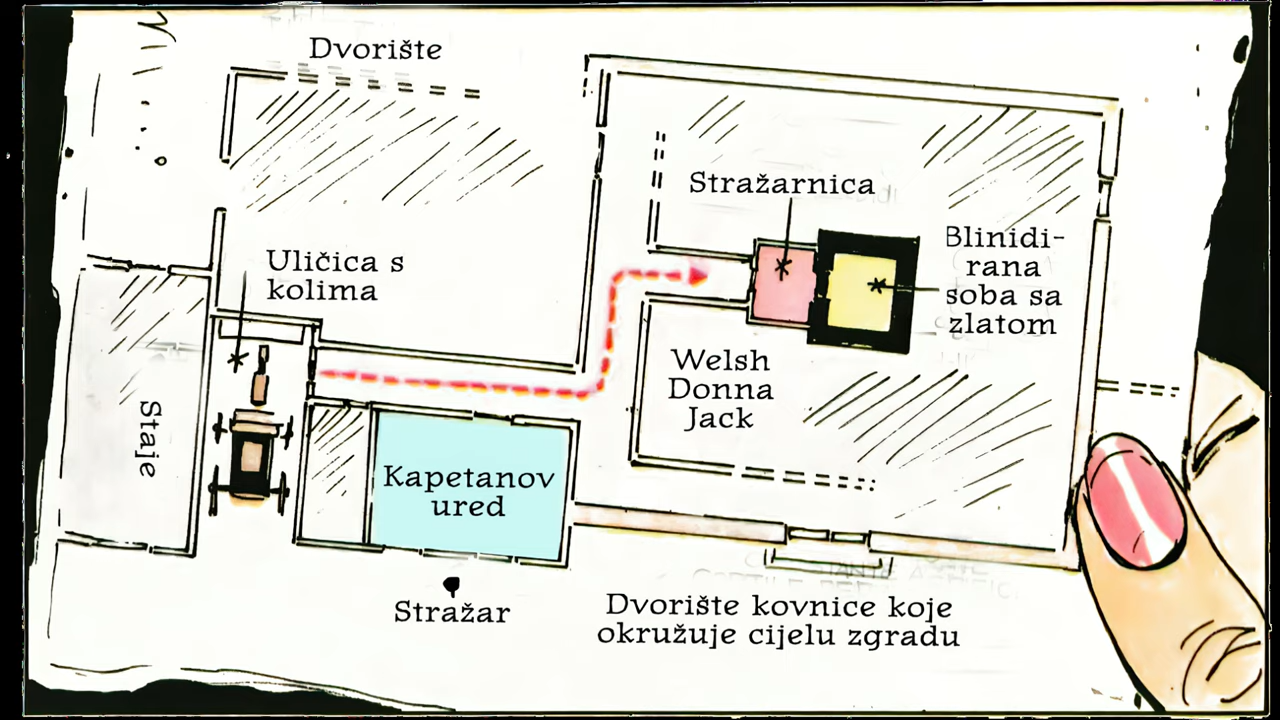 Dvorište
Stražarnica
Blinidi-
rana
soba sa
zlatom
Uličica s
kolima
Welsh
Donna
Jack
Staje
Kapetanov
ured
Stražar
Dvorište kovnice koje
okružuje cijelu zgradu